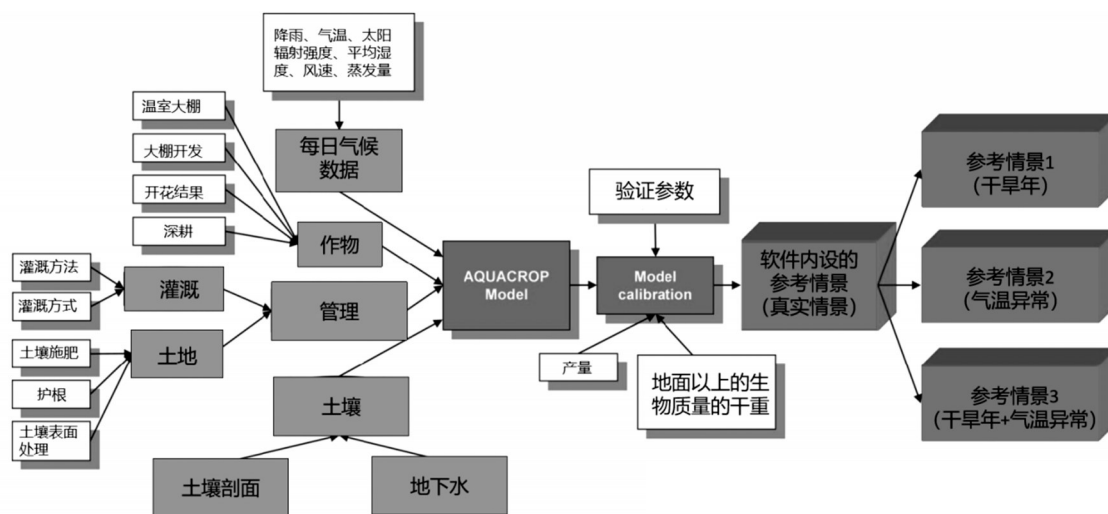 降雨、气温、太阳
辐射强度、平均湿
度、风速、蒸发量
温室大棚
大棚开发
开花结果
深耕
每日气候
数据
作物
灌溉方法
灌溉方式
灌溉
管理
土壤施肥
护根
土壤表面
处理
土地
土壤
土壤剖面
地下水
AQUACROP
Model
验证参数
Model
calibration
产量
地面以上的生
物质量的干重
软件内设的
参考情景
(真实情景)
参考情景1
(干旱年)
参考情景2
(气温异常)
参考情景3
(干旱年+气温异常)